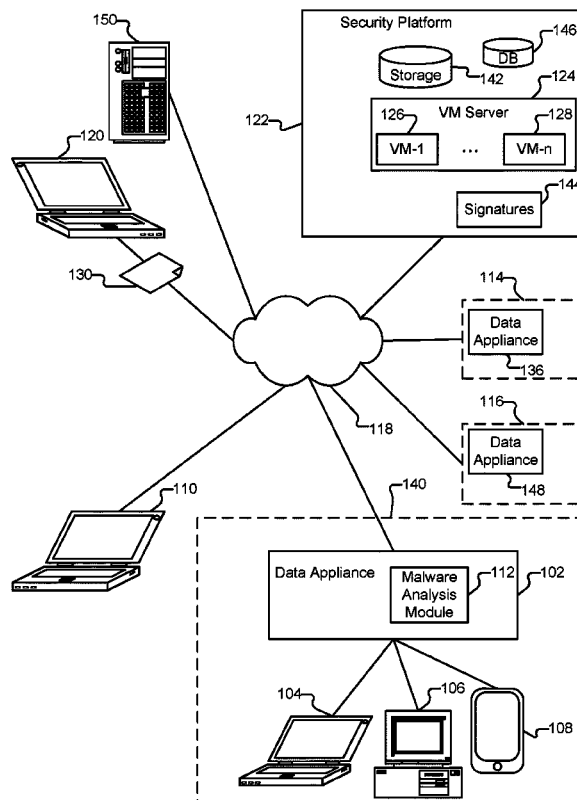 150
Security Platform
146
DB
Storage
142
124
120
122
VM Server
126
128
VM-1
...
VM-n
144
Signatures
130
114
Data
Appliance
136
118
116
Data
Appliance
148
110
140
Data Appliance
Malware
Analysis
Module
112
102
104
106
108